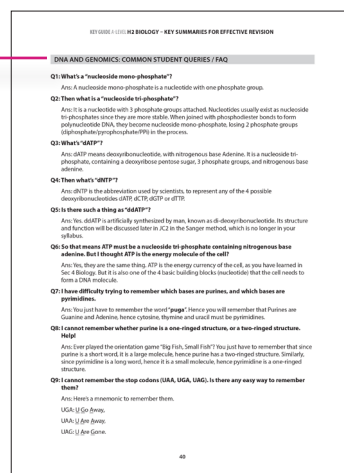 KEY GUIDE A LEVEL H2 BIOLOGY – KEY SUMMARIES FOR EFFECTIVE REVISION
DNA AND GENOMICS: COMMON STUDENT QUERIES / FAQ
Q1: What's a "nucleoside mono-phosphate"?
Ans: A nucleoside mono-phosphate is a nucleotide with one phosphate group.
Q2: Then what is a "nucleoside tri-phosphate"?
Ans: It is a nucleotide with 3 phosphate groups attached. Nucleotides usually exist as nucleoside
tri-phosphates since they are more stable. When joined with phosphodiester bonds to form
polynucleotide DNA, they become nucleoside mono-phosphate, losing 2 phosphate groups
(diphosphate/pyrophosphate/PPi) in the process.
Q3: What's "dATP"?
Ans: dATP means deoxyribonucleotide, with nitrogenous base Adenine. It is a nucleoside tri-
phosphate, containing a deoxyribose pentose sugar, 3 phosphate groups, and nitrogenous base
adenine.
Q4: Then what's "dNTP"?
Ans: dNTP is the abbreviation used by scientists, to represent any of the 4 possible
deoxyribonucleotides dATP, dCTP, dGTP or dTTP.
Q5: Is there such a thing as "ddATP"?
Ans: Yes. ddATP is artificially synthesized by man, known as di-deoxyribonucleotide. Its structure
and function will be discussed later in JC2 in the Sanger method, which is no longer in your
syllabus.
Q6: So that means ATP must be a nucleoside tri-phosphate containing nitrogenous base
adenine. But I thought ATP is the energy molecule of the cell?
Ans: Yes, they are the same thing. ATP is the energy currency of the cell, as you have learned in
Sec 4 Biology. But it is also one of the 4 basic building blocks (nucleotide) that the cell needs to
form a DNA molecule.
Q7: I have difficulty trying to remember which bases are purines, and which bases are
pyrimidines.
Ans: You just have to remember the word "puga". Hence you will remember that Purines are
Guanine and Adenine, hence cytosine, thymine and uracil must be pyrimidines.
Q8: I cannot remember whether purine is a one-ringed structure, or a two-ringed structure.
Help!
Ans: Ever played the orientation game "Big Fish, Small Fish"? You just have to remember that since
purine is a short word, it is a large molecule, hence purine has a two-ringed structure. Similarly,
since pyrimidine is a long word, hence it is a small molecule, hence pyrimidine is a one-ringed
structure.
Q9: I cannot remember the stop codons (UAA, UGA, UAG). Is there any easy way to remember
them?
Ans: Here's a mnemonic to remember them.
UGA: U Go Away,
UAA: U Are Away,
UAG: U Are Gone.
40